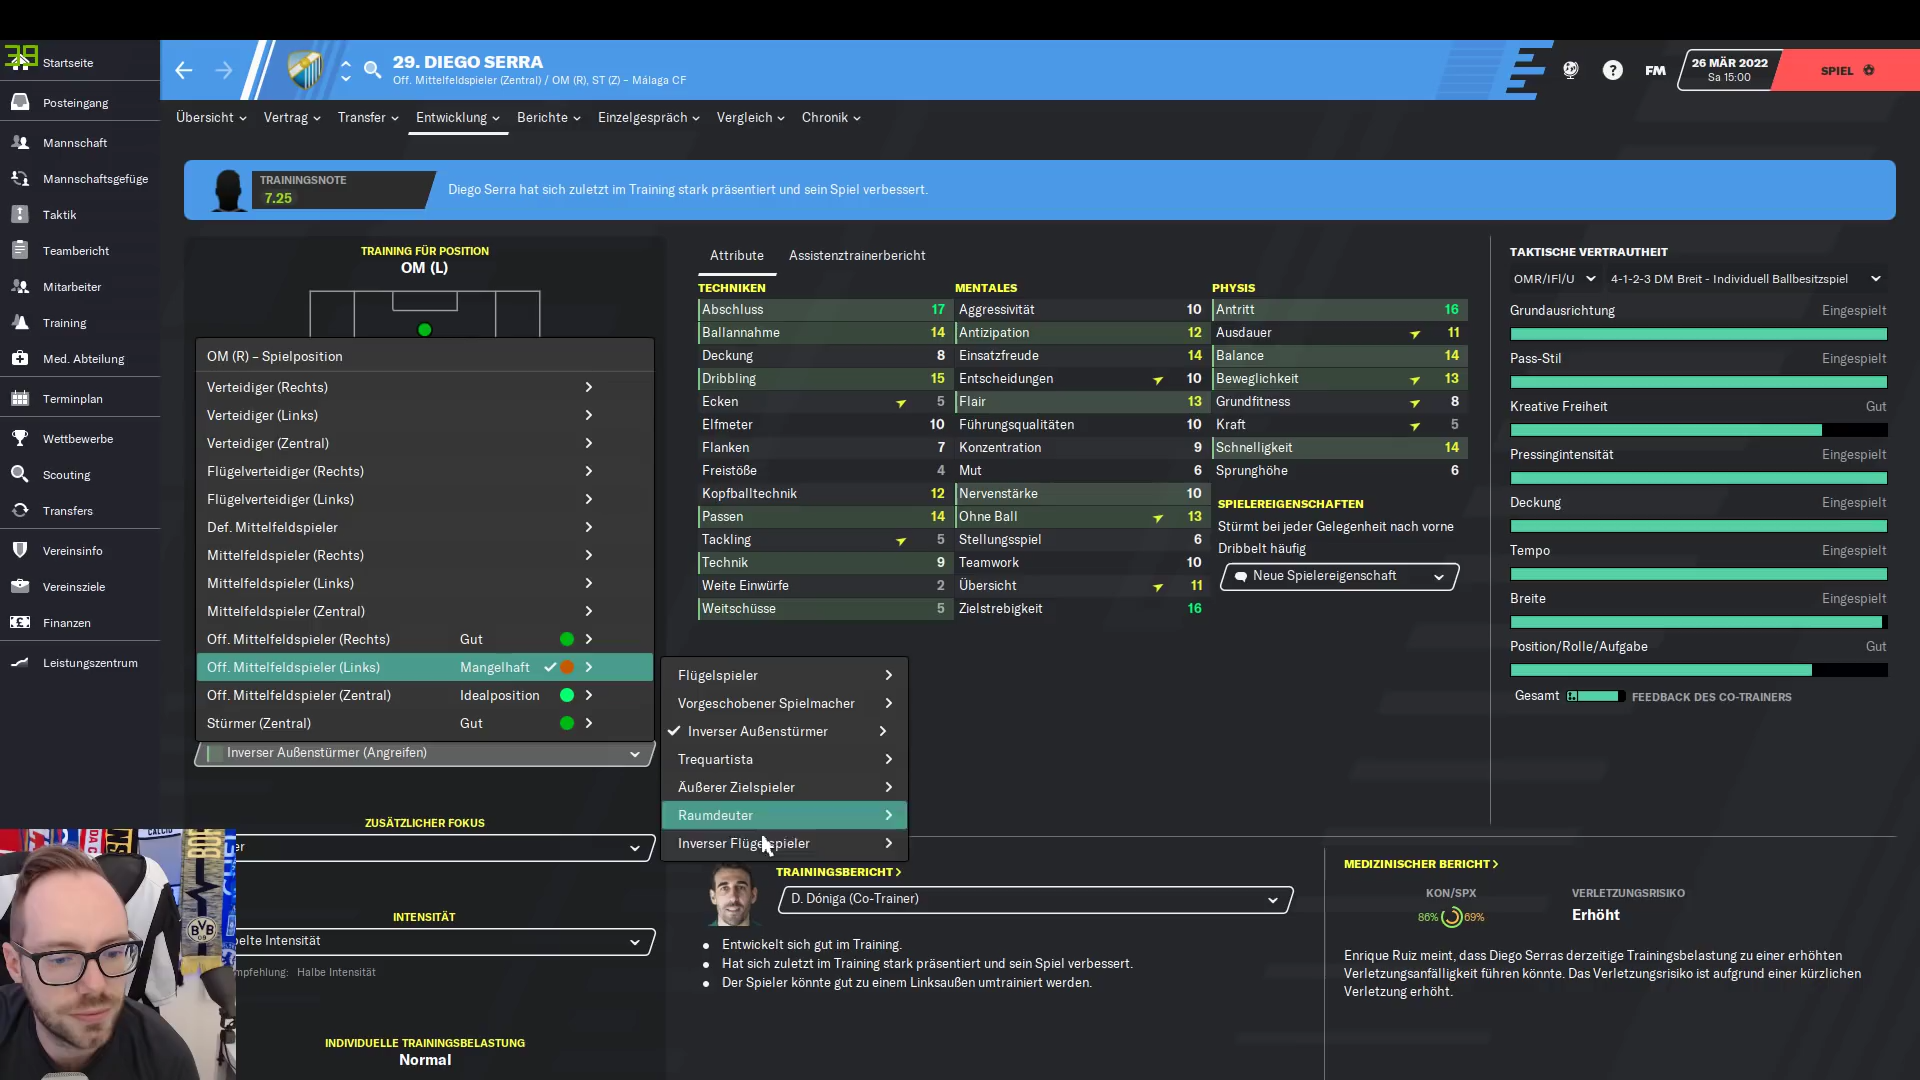 39
Startseite
Posteingang
Mannschaft
Mannschaftsgefüge
Taktik
Teambericht
Mitarbeiter
Training
Med. Abteilung
Terminplan
Wettbewerbe
Scouting
Transfers
Vereinsinfo
Vereinsziele
Finanzen
Leistungszentrum
29. DIEGO SERRA
Off. Mittelfeldspieler (Zentral) / OM (R), ST (Z) – Málaga CF
FM
26 MÄR 2022
Sa 15:00
SPIEL
Übersicht
Vertrag
Transfer
Entwicklung
Berichte
Einzelgespräch
Vergleich
Chronik
TRAININGSNOTE
7.25
Diego Serra hat sich zuletzt im Training stark präsentiert und sein Spiel verbessert.
TRAINING FÜR POSITION
OM (L)
OM (R) – Spielposition
Verteidiger (Rechts)
Verteidiger (Links)
Verteidiger (Zentral)
Flügelverteidiger (Rechts)
Flügelverteidiger (Links)
Def. Mittelfeldspieler
Mittelfeldspieler (Rechts)
Mittelfeldspieler (Links)
Mittelfeldspieler (Zentral)
Off. Mittelfeldspieler (Rechts) Gut
Off. Mittelfeldspieler (Links) Mangelhaft
Off. Mittelfeldspieler (Zentral) Idealposition
Stürmer (Zentral) Gut
Inverser Außenstürmer (Angreifen)
Flügelspieler
Vorgeschobener Spielmacher
Inverser Außenstürmer
Trequartista
Äußerer Zielspieler
Raumdeuter
Inverser Flügelspieler
ZUSÄTZLICHER FOKUS
er
INTENSITÄT
pelte Intensität
mpfehlung: Halbe Intensität
INDIVIDUELLE TRAININGSBELASTUNG
Normal
BVB
09
Attribute
Assistenztrainerbericht
TECHNIKEN
Abschluss 17
Ballannahme 14
Deckung 8
Dribbling 15
Ecken 5
Elfmeter 10
Flanken 7
Freistöße 4
Kopfballtechnik 12
Passen 14
Tackling 5
Technik 9
Weite Einwürfe 2
Weitschüsse 5
MENTALES
Aggressivität 10
Antizipation 12
Einsatzfreude 14
Entscheidungen 10
Flair 13
Führungsqualitäten 10
Konzentration 9
Mut 6
Nervenstärke 10
Ohne Ball 13
Stellungsspiel 6
Teamwork 10
Übersicht 11
Zielstrebigkeit 16
PHYSIS
Antritt 16
Ausdauer 11
Balance 14
Beweglichkeit 13
Grundfitness 8
Kraft 5
Schnelligkeit 14
Sprunghöhe 6
SPIELEREIGENSCHAFTEN
Stürmt bei jeder Gelegenheit nach vorne
Dribbelt häufig
Neue Spielereigenschaft
TAKTISCHE VERTRAUTHEIT
OMR/IFl/U
4-1-2-3 DM Breit - Individuell Ballbesitzspiel
Grundausrichtung Eingespielt
Pass-Stil Eingespielt
Kreative Freiheit Gut
Pressingintensität Eingespielt
Deckung Eingespielt
Tempo Eingespielt
Breite Eingespielt
Position/Rolle/Aufgabe Gut
Gesamt FEEDBACK DES CO-TRAINERS
TRAININGSBERICHT
D. Dóniga (Co-Trainer)
Entwickelt sich gut im Training.
Hat sich zuletzt im Training stark präsentiert und sein Spiel verbessert.
Der Spieler könnte gut zu einem Linksaußen umtrainiert werden.
MEDIZINISCHER BERICHT
KON/SPX
86% 69%
VERLETZUNGSRISIKO
Erhöht
Enrique Ruiz meint, dass Diego Serras derzeitige Trainingsbelastung zu einer erhöhten
Verletzungsanfälligkeit führen könnte. Das Verletzungsrisiko ist aufgrund einer kürzlichen
Verletzung erhöht.